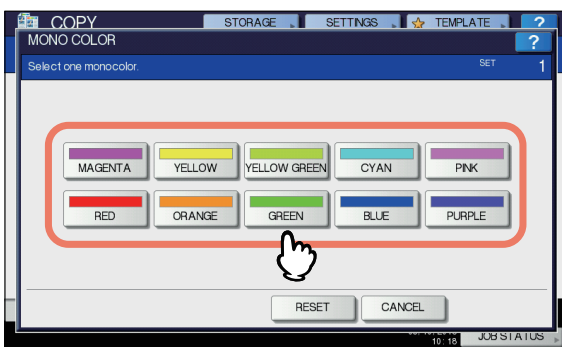 COPY STORAGE SETTINGS TEMPLATE ?
MONO COLOR ?
Select one monocolor. SET 1
MAGENTA YELLOW YELLOW GREEN CYAN PINK
RED ORANGE GREEN BLUE PURPLE
RESET CANCEL
10:18 JOB STATUS